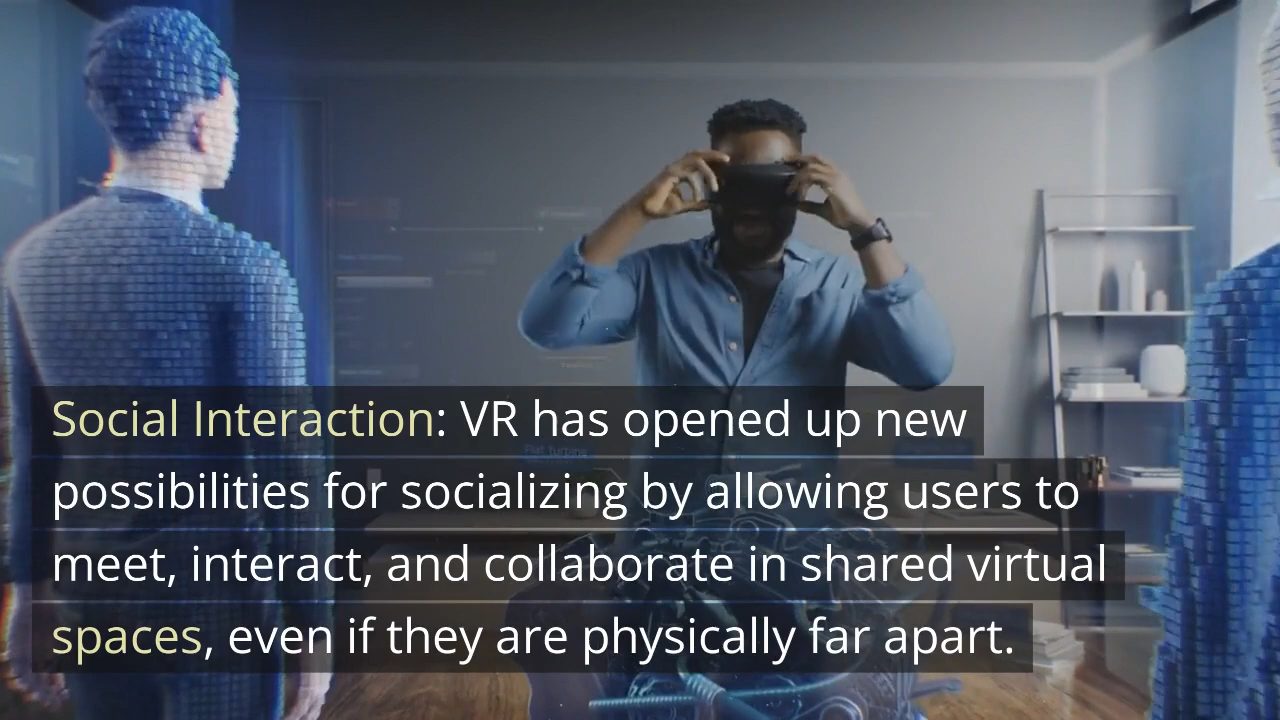 Social Interaction: VR has opened up new
possibilities for socializing by allowing users to
meet, interact, and collaborate in shared virtual
spaces, even if they are physically far apart.